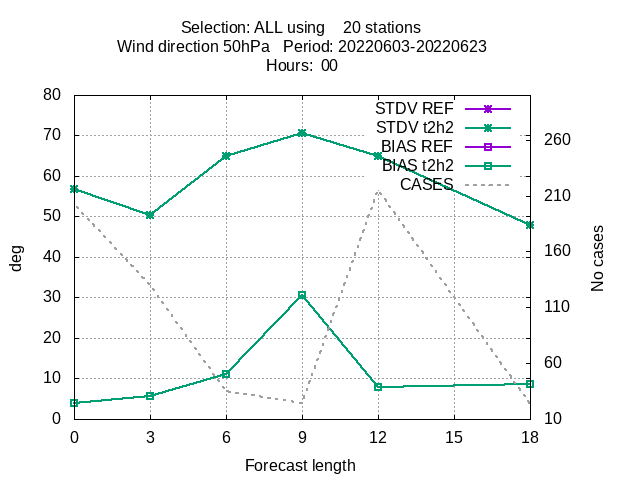 Selection: ALL using    20 stations
Wind direction 50hPa   Period: 20220603-20220623
Hours:  00
STDV REF
STDV t2h2
BIAS REF
BIAS t2h2
CASES
80
70
60
50
40
30
20
10
0
deg
260
210
160
110
60
10
No cases
0 3 6 9 12 15 18
Forecast length